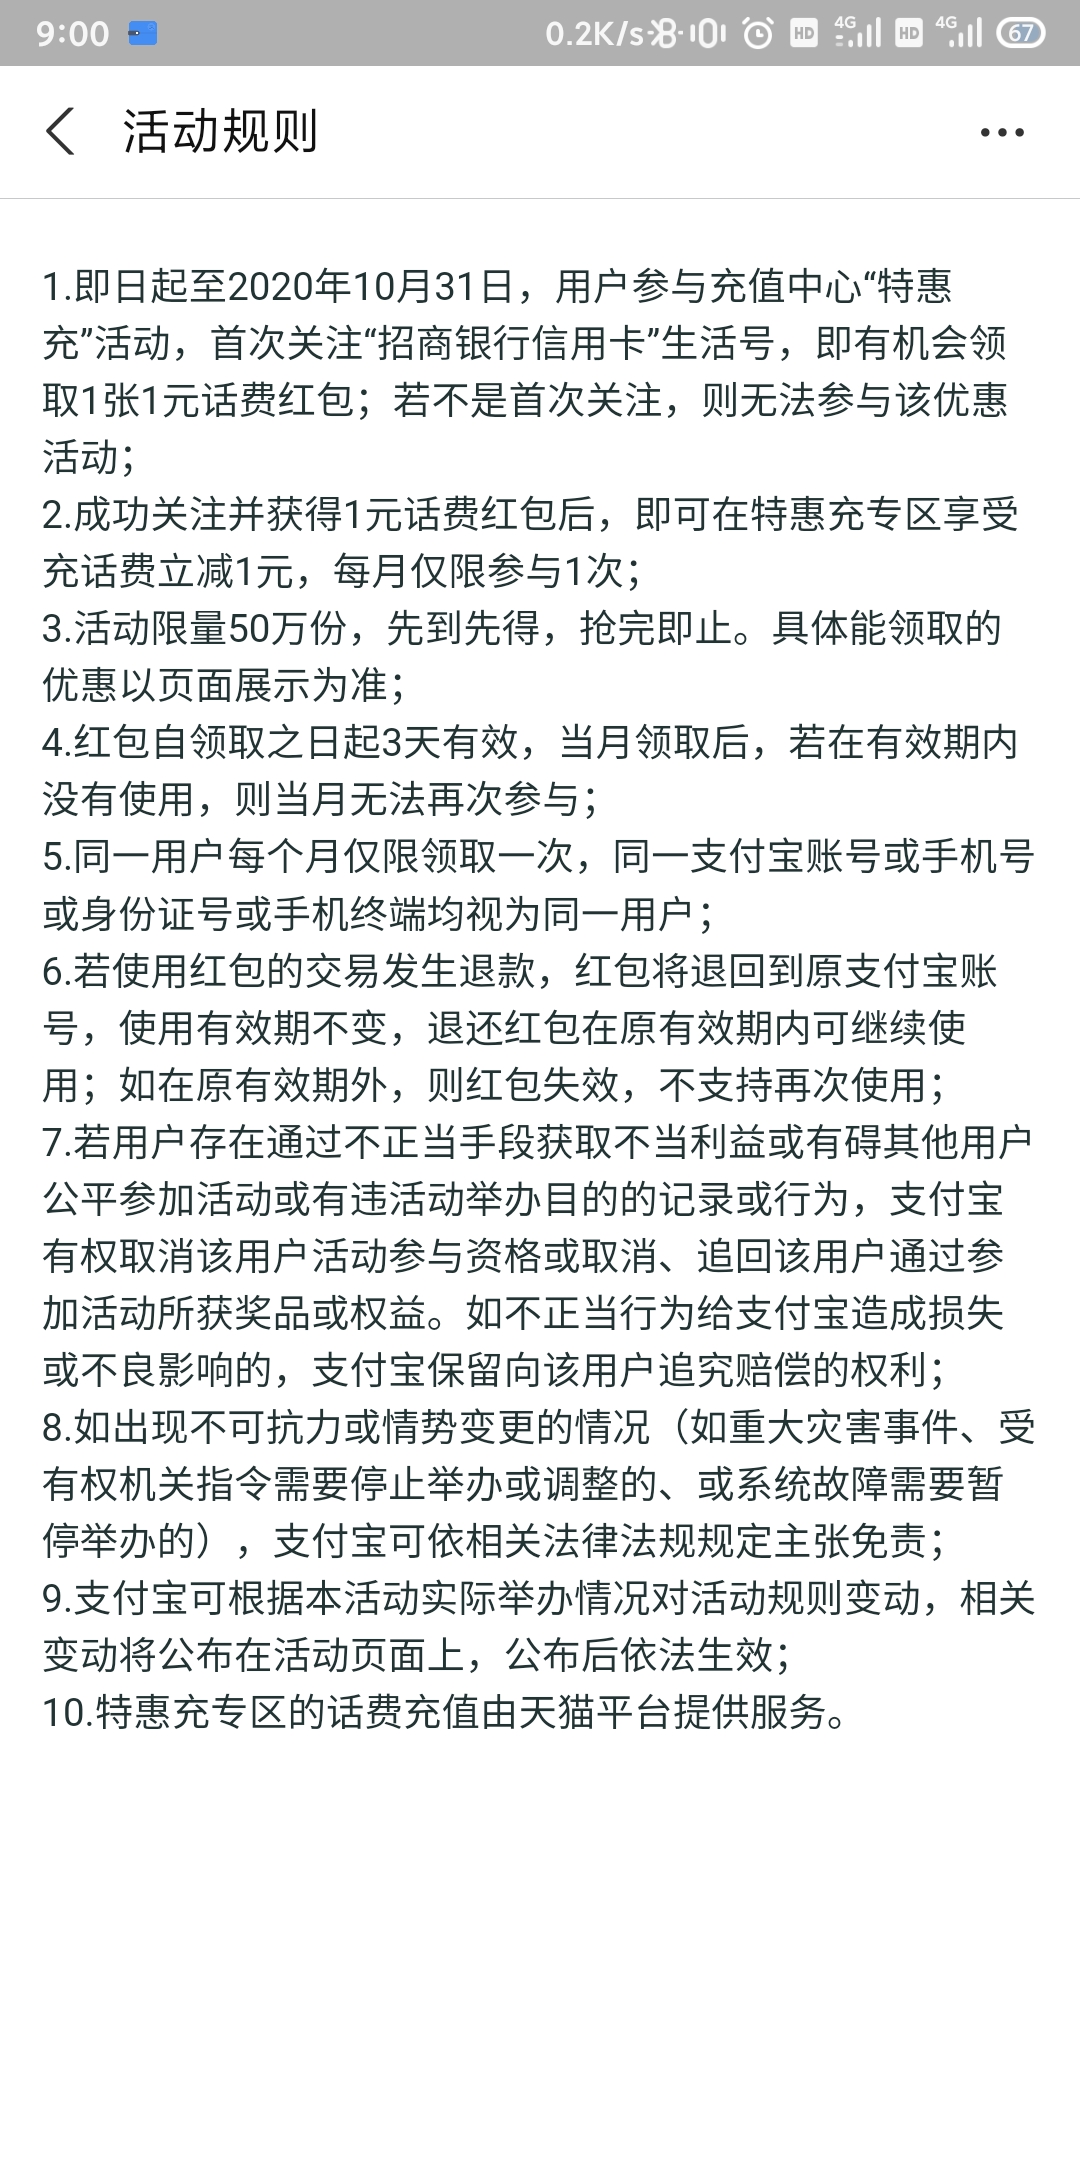 9:00 0.2K/s HD 4G HD 4G 67
活动规则
1.即日起至2020年10月31日，用户参与充值中心“特惠
充”活动，首次关注“招商银行信用卡”生活号，即有机会领
取1张1元话费红包；若不是首次关注，则无法参与该优惠
活动；
2.成功关注并获得1元话费红包后，即可在特惠充专区享受
充话费立减1元，每月仅限参与1次；
3.活动限量50万份，先到先得，抢完即止。具体能领取的
优惠以页面展示为准；
4.红包自领取之日起3天有效，当月领取后，若在有效期内
没有使用，则当月无法再次参与；
5.同一用户每个月仅限领取一次，同一支付宝账号或手机号
或身份证号或手机终端均视为同一用户；
6.若使用红包的交易发生退款，红包将退回到原支付宝账
号，使用有效期不变，退还红包在原有效期内可继续使
用；如在原有效期外，则红包失效，不支持再次使用；
7.若用户存在通过不正当手段获取不当利益或有碍其他用户
公平参加活动或有违活动举办目的的记录或行为，支付宝
有权取消该用户活动参与资格或取消、追回该用户通过参
加活动所获奖品或权益。如不正当行为给支付宝造成损失
或不良影响的，支付宝保留向该用户追究赔偿的权利；
8.如出现不可抗力或情势变更的情况（如重大灾害事件、受
有权机关指令需要停止举办或调整的、或系统故障需要暂
停举办的），支付宝可依相关法律法规规定主张免责；
9.支付宝可根据本活动实际举办情况对活动规则变动，相关
变动将公布在活动页面上，公布后依法生效；
10.特惠充专区的话费充值由天猫平台提供服务。